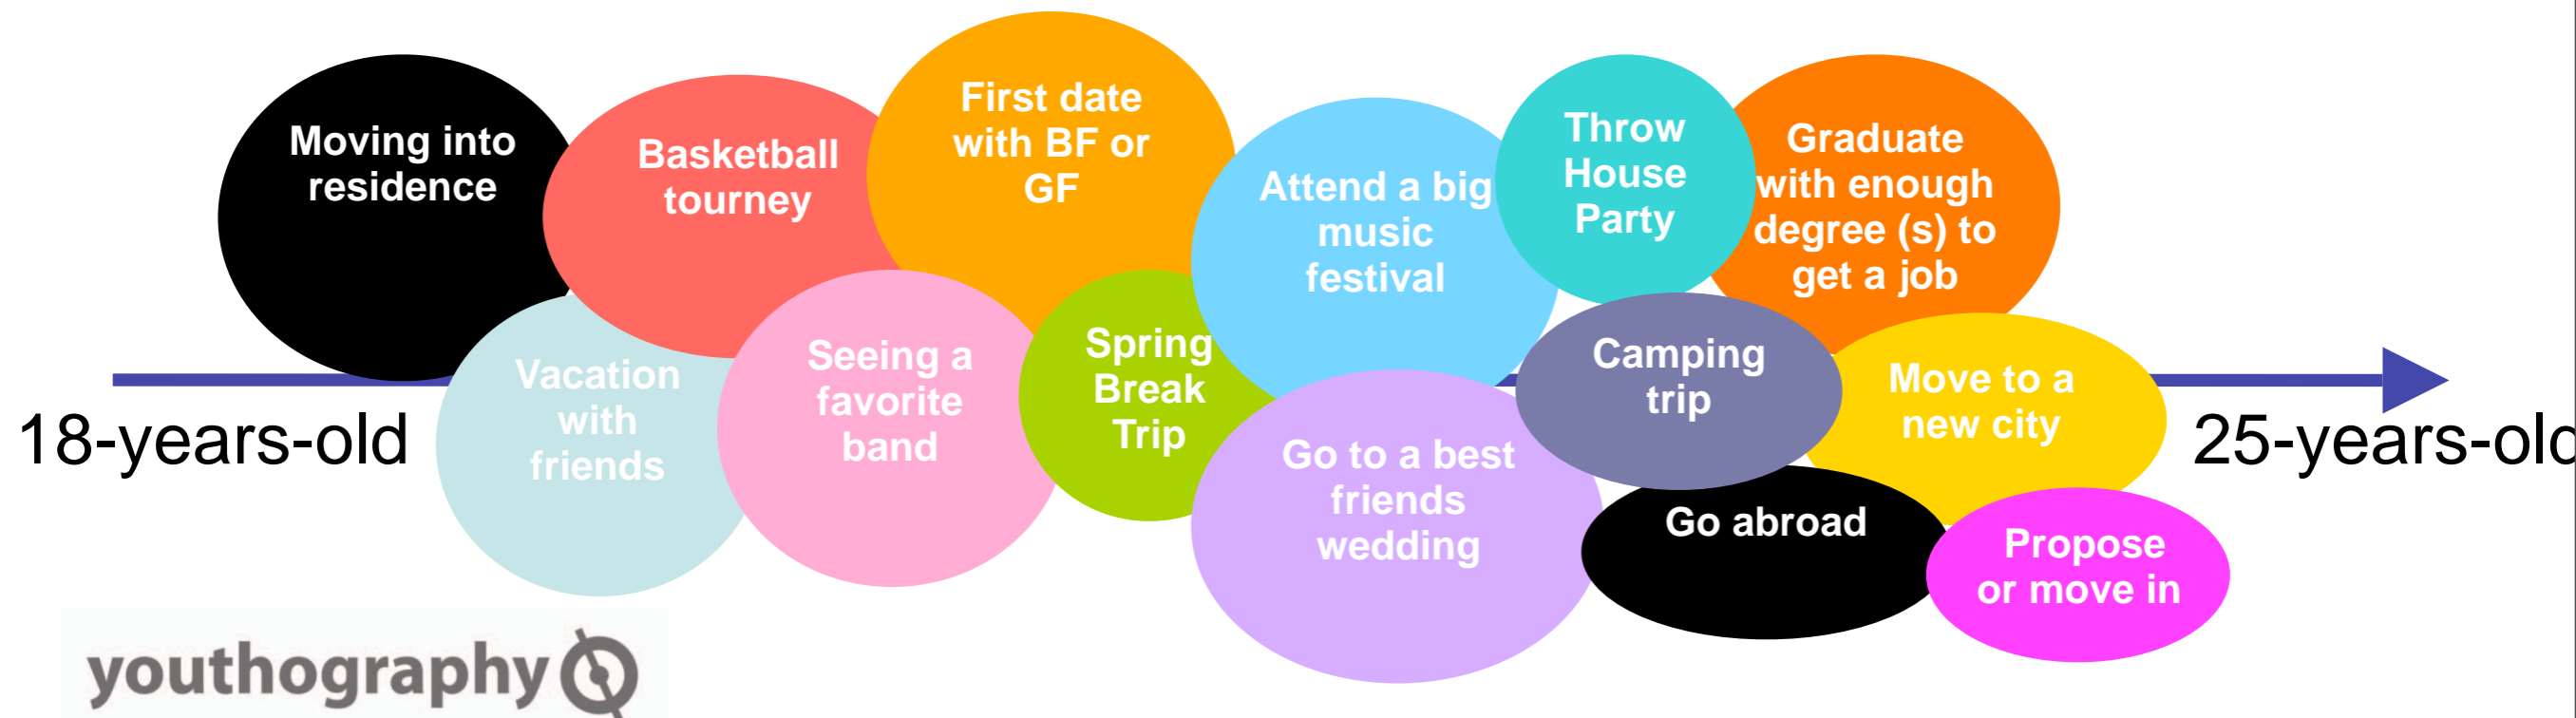 Moving into
residence
Basketball
tourney
First date
with BF or
GF
Attend a big
music
festival
Throw
House
Party
Graduate
with enough
degree (s) to
get a job
Vacation
with
friends
Seeing a
favorite
band
Spring
Break
Trip
Go to a best
friends
wedding
Camping
trip
Move to a
new city
Go abroad
Propose
or move in
18-years-old
25-years-old
youthography